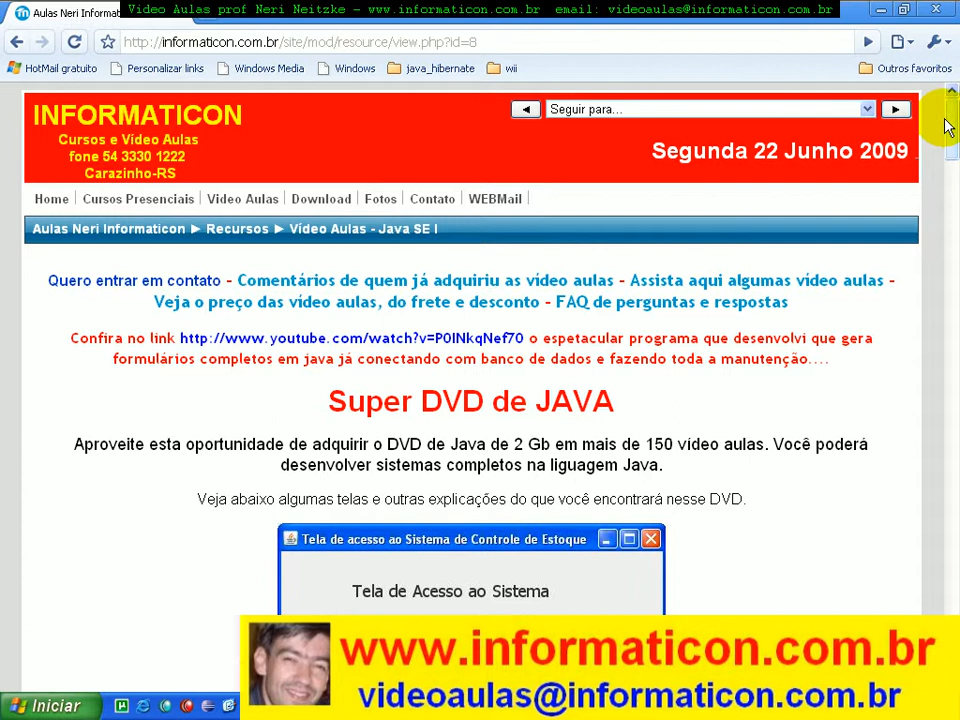 Video Aulas prof Neri Neitzke - www.informaticon.com.br email: videoaulas@informaticon.com.br
Aulas Neri Informat
http://informaticon.com.br/site/mod/resource/view.php?id=8
HotMail gratuito Personalizar links Windows Media Windows java_hibernate wii Outros favoritos
INFORMATICON
Cursos e Vídeo Aulas
fone 54 3330 1222
Carazinho-RS
Seguir para...
Segunda 22 Junho 2009
Home Cursos Presenciais Video Aulas Download Fotos Contato WEBMail
Aulas Neri Informaticon ► Recursos ► Vídeo Aulas - Java SE I
Quero entrar em contato - Comentários de quem já adquiriu as vídeo aulas - Assista aqui algumas vídeo aulas -
Veja o preço das vídeo aulas, do frete e desconto - FAQ de perguntas e respostas
Confira no link http://www.youtube.com/watch?v=P0INkqNef70 o espetacular programa que desenvolvi que gera
formulários completos em java já conectando com banco de dados e fazendo toda a manutenção....
Super DVD de JAVA
Aproveite esta oportunidade de adquirir o DVD de Java de 2 Gb em mais de 150 vídeo aulas. Você poderá
desenvolver sistemas completos na liguagem Java.
Veja abaixo algumas telas e outras explicações do que você encontrará nesse DVD.
Tela de acesso ao Sistema de Controle de Estoque
Tela de Acesso ao Sistema
www.informaticon.com.br
videoaulas@informaticon.com.br
Iniciar